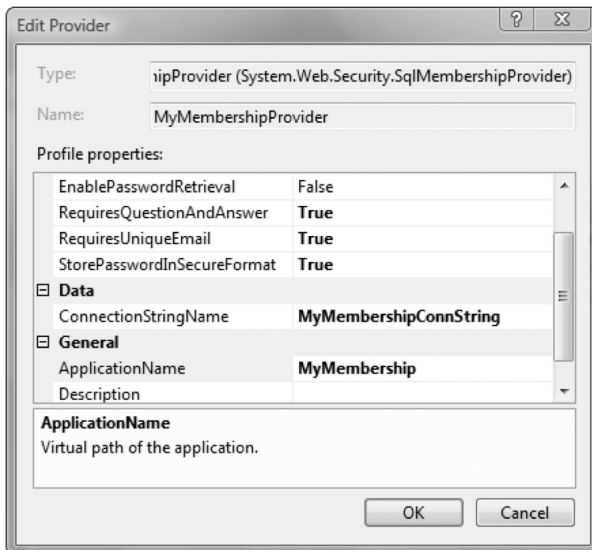 Edit Provider
Type: ipProvider (System.Web.Security.SqlMembershipProvider)
Name: MyMembershipProvider
Profile properties:
EnablePasswordRetrieval False
RequiresQuestionAndAnswer True
RequiresUniqueEmail True
StorePasswordInSecureFormat True
Data
ConnectionStringName MyMembershipConnString
General
ApplicationName MyMembership
Description
ApplicationName
Virtual path of the application.
OK Cancel